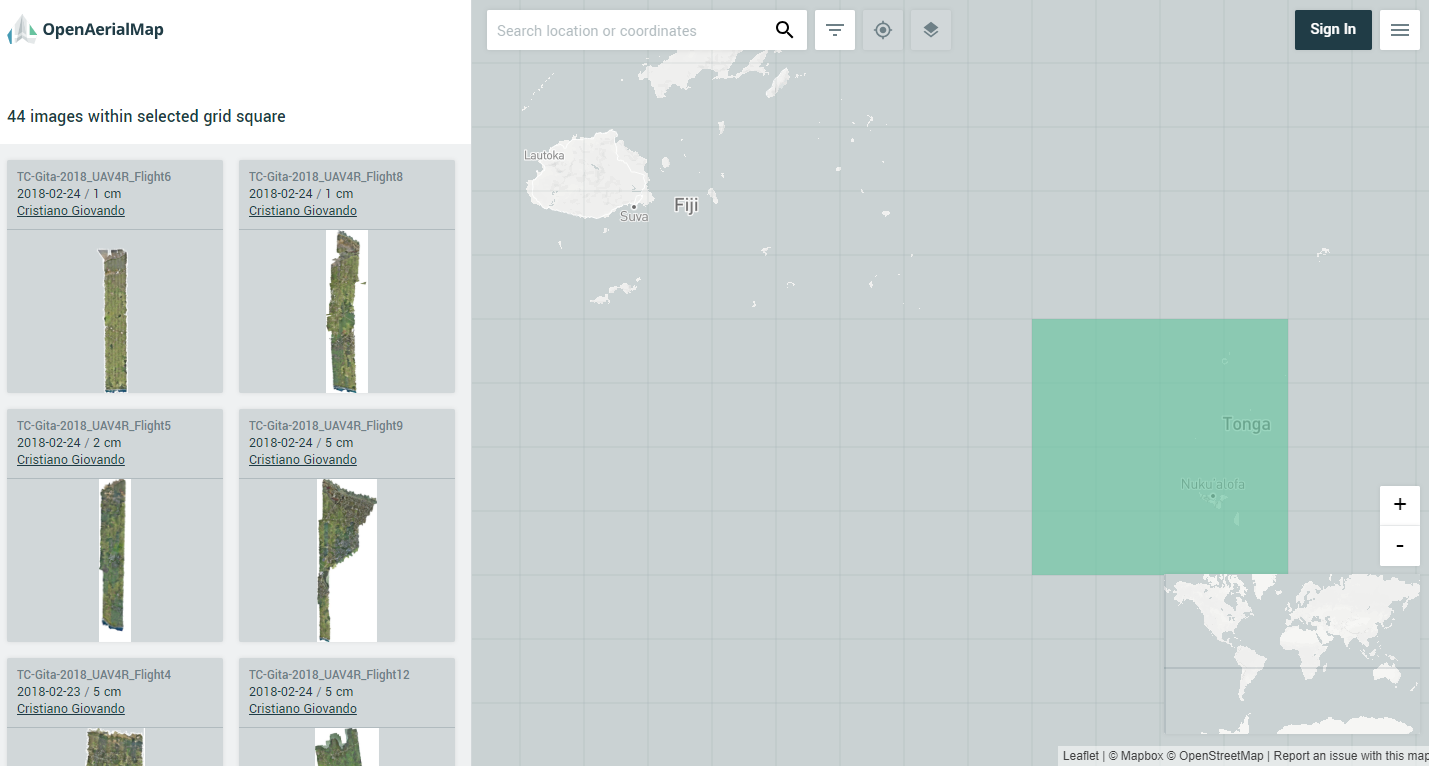 OpenAerialMap
Search location or coordinates
Sign In
44 images within selected grid square
TC-Gita-2018_UAV4R_Flight6
2018-02-24 / 1 cm
Cristiano Giovando
TC-Gita-2018_UAV4R_Flight8
2018-02-24 / 1 cm
Cristiano Giovando
TC-Gita-2018_UAV4R_Flight5
2018-02-24 / 2 cm
Cristiano Giovando
TC-Gita-2018_UAV4R_Flight9
2018-02-24 / 5 cm
Cristiano Giovando
TC-Gita-2018_UAV4R_Flight4
2018-02-23 / 5 cm
Cristiano Giovando
TC-Gita-2018_UAV4R_Flight12
2018-02-24 / 5 cm
Cristiano Giovando
Lautoka
Suva
Fiji
Tonga
Nuku'alofa
+
-
Leaflet | © Mapbox © OpenStreetMap | Report an issue with this map